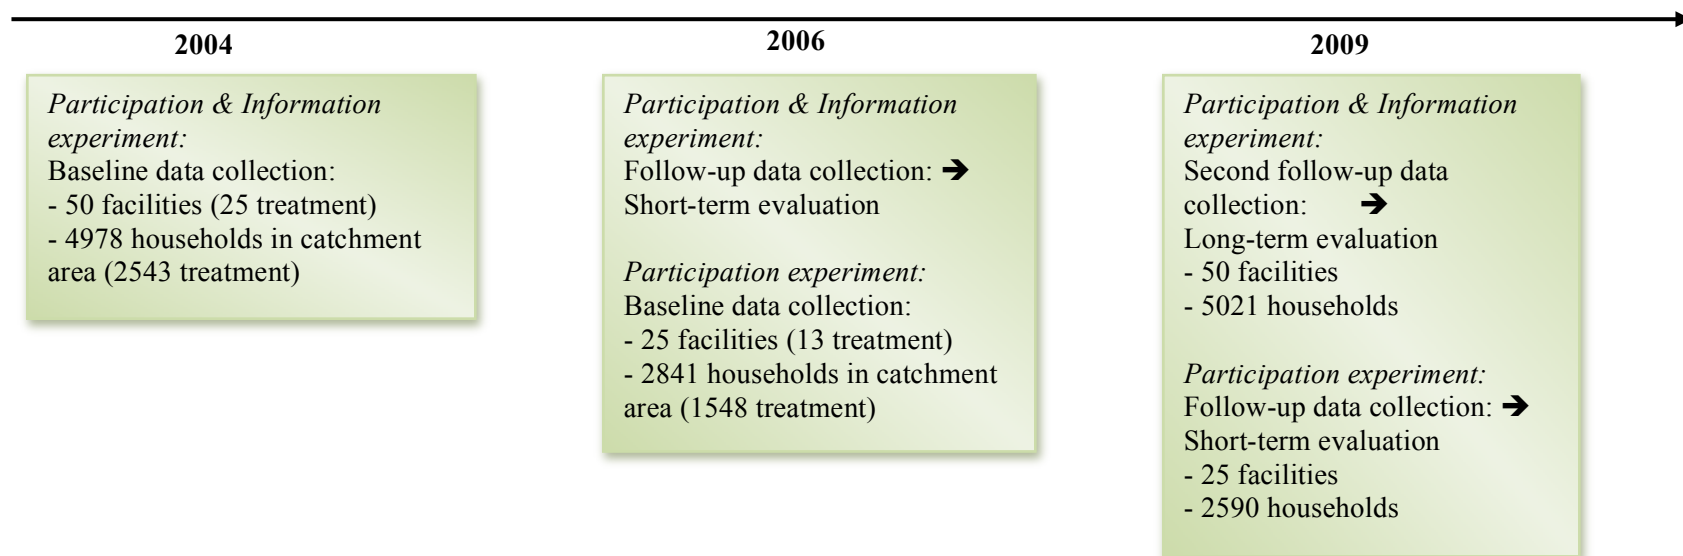 2004
Participation & Information
experiment:
Baseline data collection:
- 50 facilities (25 treatment)
- 4978 households in catchment
area (2543 treatment)
2006
Participation & Information
experiment:
Follow-up data collection: ➔
Short-term evaluation
Participation experiment:
Baseline data collection:
- 25 facilities (13 treatment)
- 2841 households in catchment
area (1548 treatment)
2009
Participation & Information
experiment:
Second follow-up data
collection: ➔
Long-term evaluation
- 50 facilities
- 5021 households
Participation experiment:
Follow-up data collection: ➔
Short-term evaluation
- 25 facilities
- 2590 households